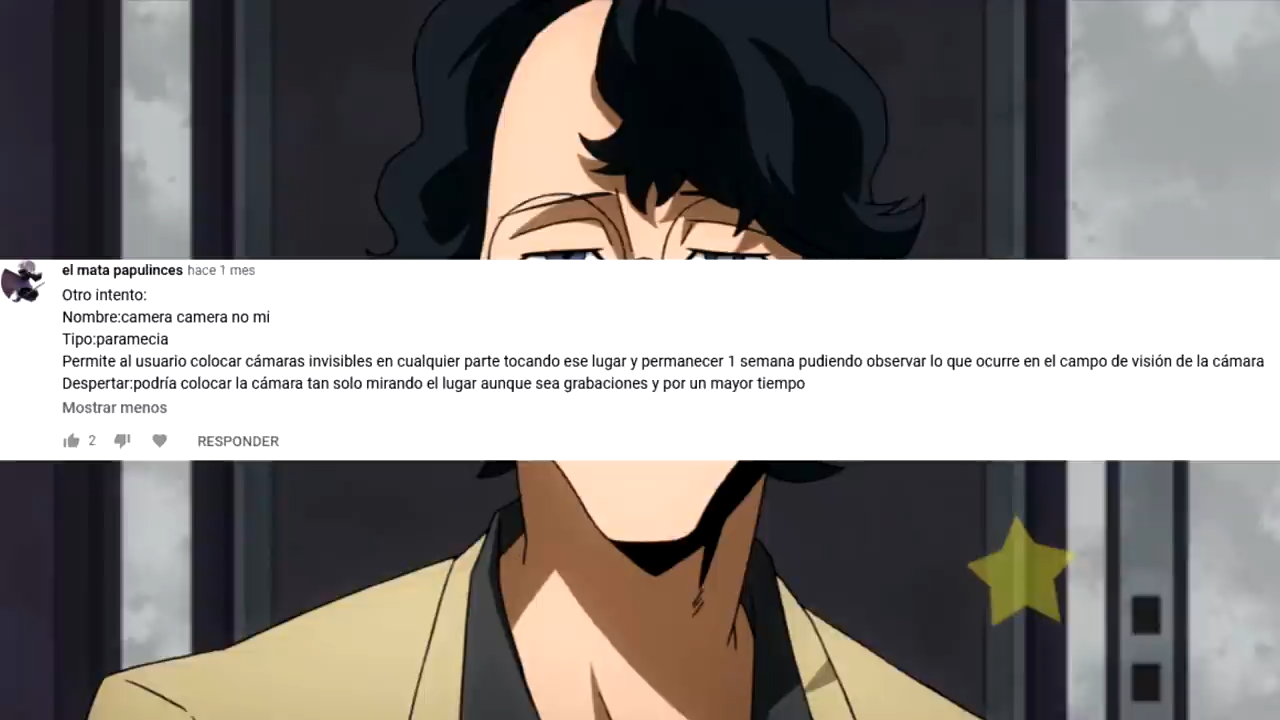 el mata papulinces hace 1 mes
Otro intento:
Nombre:camera camera no mi
Tipo:paramecia
Permite al usuario colocar cámaras invisibles en cualquier parte tocando ese lugar y permanecer 1 semana pudiendo observar lo que ocurre en el campo de visión de la cámara
Despertar:podría colocar la cámara tan solo mirando el lugar aunque sea grabaciones y por un mayor tiempo
Mostrar menos
2 RESPONDER